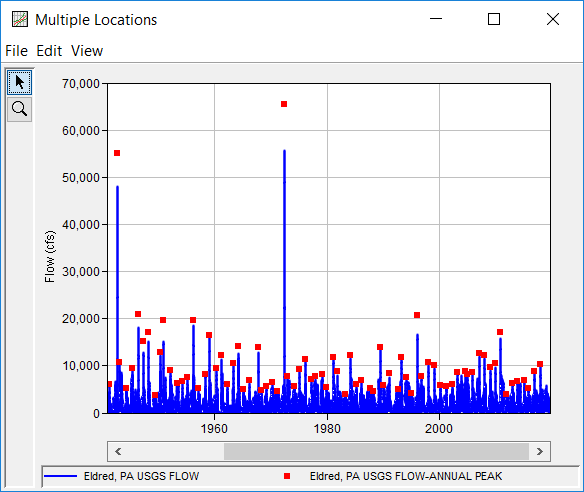 Multiple Locations
File Edit View
70,000
60,000
50,000
40,000
30,000
20,000
10,000
0
Flow (cfs)
1960 1980 2000
Eldred, PA USGS FLOW Eldred, PA USGS FLOW-ANNUAL PEAK